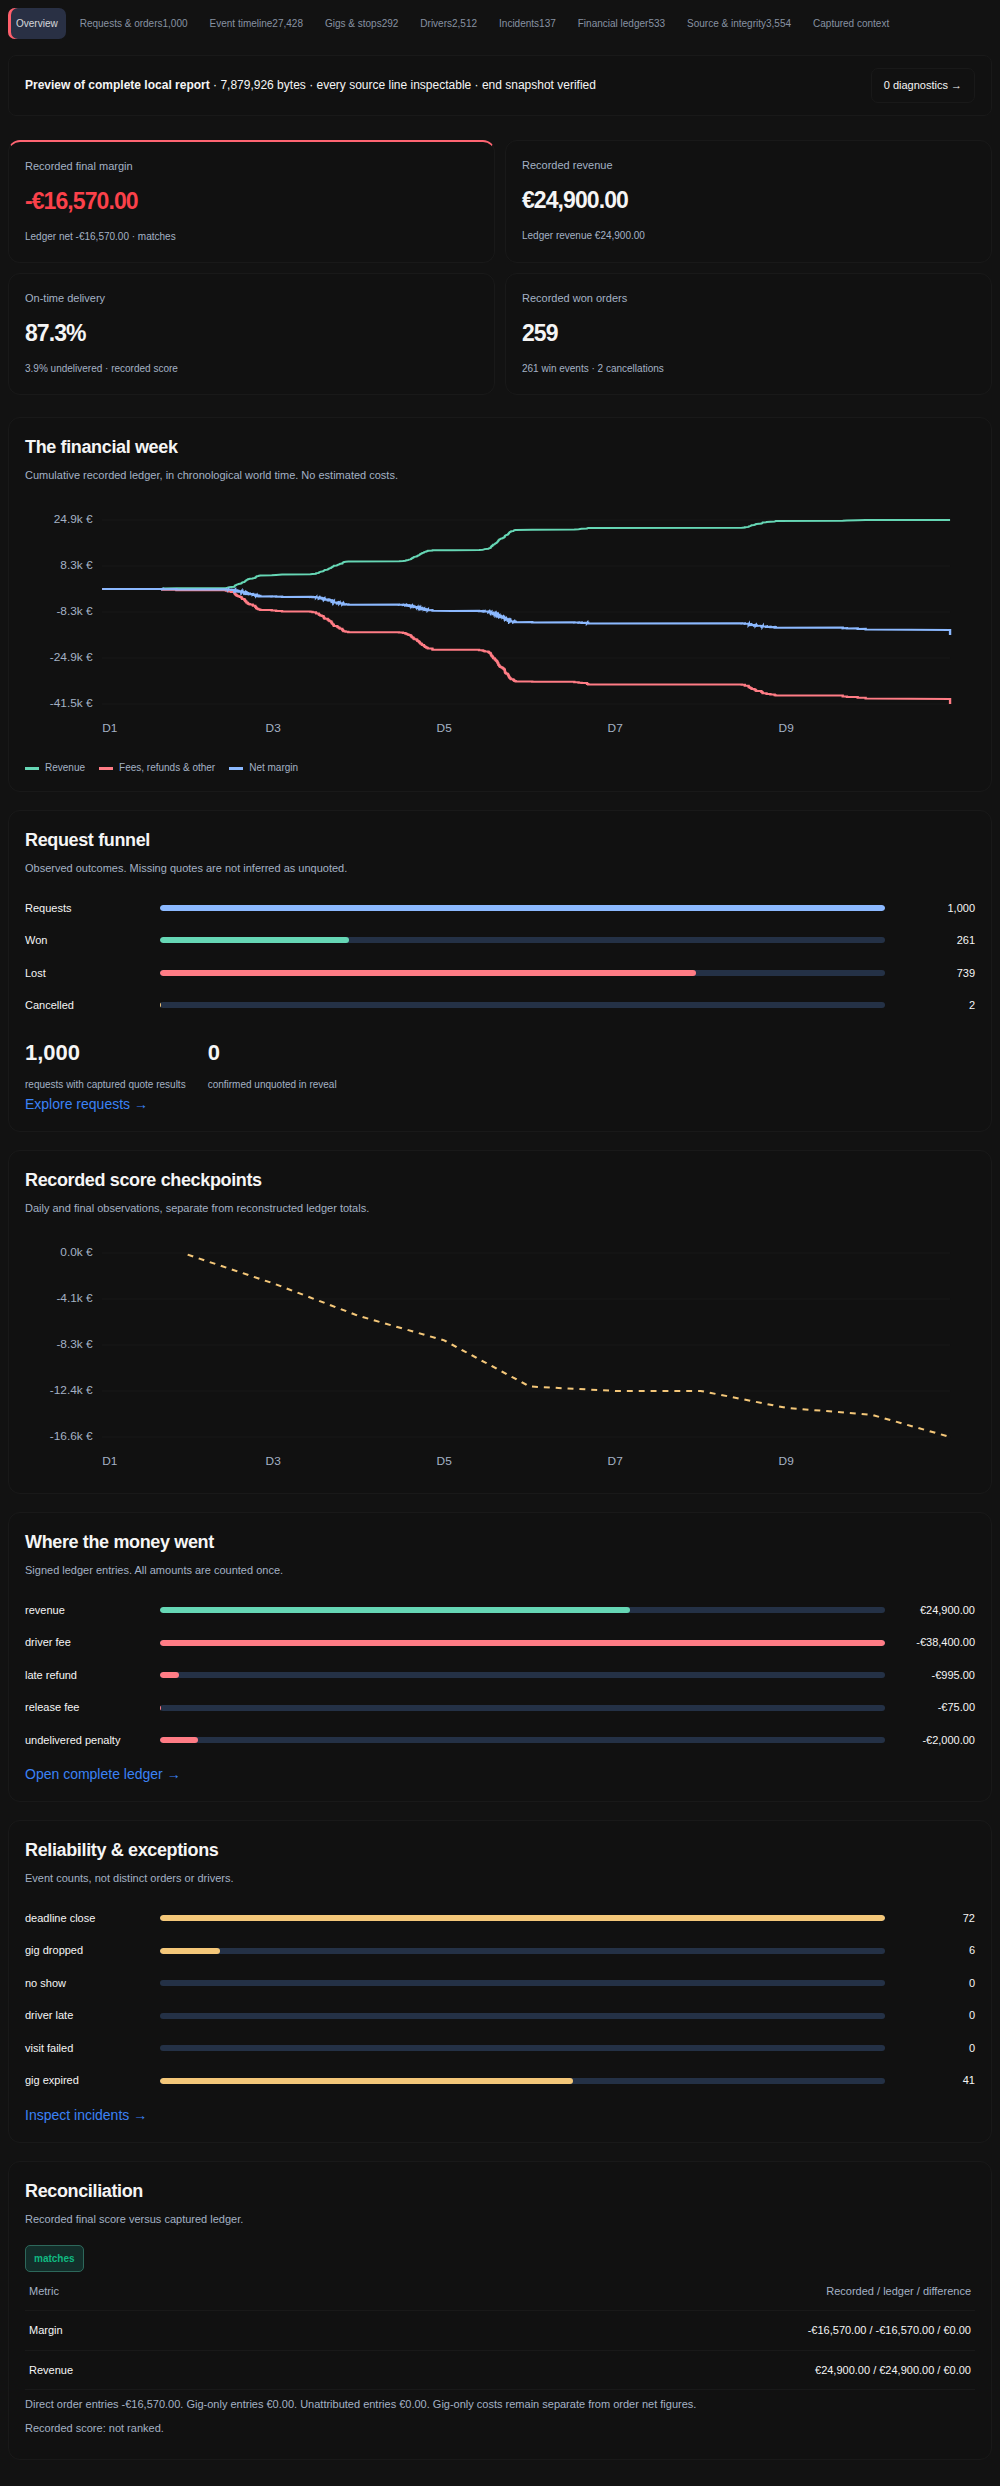 Overview Requests & orders1,000 Event timeline27,428 Gigs & stops292 Drivers2,512 Incidents137 Financial ledger533 Source & integrity3,554 Captured context
Preview of complete local report · 7,879,926 bytes · every source line inspectable · end snapshot verified 0 diagnostics →
Recorded final margin
-€16,570.00
Ledger net -€16,570.00 · matches
Recorded revenue
€24,900.00
Ledger revenue €24,900.00
On-time delivery
87.3%
3.9% undelivered · recorded score
Recorded won orders
259
261 win events · 2 cancellations
The financial week
Cumulative recorded ledger, in chronological world time. No estimated costs.
24.9k €
8.3k €
-8.3k €
-24.9k €
-41.5k €
D1 D3 D5 D7 D9
Revenue Fees, refunds & other Net margin
Request funnel
Observed outcomes. Missing quotes are not inferred as unquoted.
Requests 1,000
Won 261
Lost 739
Cancelled 2
1,000 0
requests with captured quote results confirmed unquoted in reveal
Explore requests →
Recorded score checkpoints
Daily and final observations, separate from reconstructed ledger totals.
0.0k €
-4.1k €
-8.3k €
-12.4k €
-16.6k €
D1 D3 D5 D7 D9
Where the money went
Signed ledger entries. All amounts are counted once.
revenue €24,900.00
driver fee -€38,400.00
late refund -€995.00
release fee -€75.00
undelivered penalty -€2,000.00
Open complete ledger →
Reliability & exceptions
Event counts, not distinct orders or drivers.
deadline close 72
gig dropped 6
no show 0
driver late 0
visit failed 0
gig expired 41
Inspect incidents →
Reconciliation
Recorded final score versus captured ledger.
matches
Metric Recorded / ledger / difference
Margin -€16,570.00 / -€16,570.00 / €0.00
Revenue €24,900.00 / €24,900.00 / €0.00
Direct order entries -€16,570.00. Gig-only entries €0.00. Unattributed entries €0.00. Gig-only costs remain separate from order net figures.
Recorded score: not ranked.